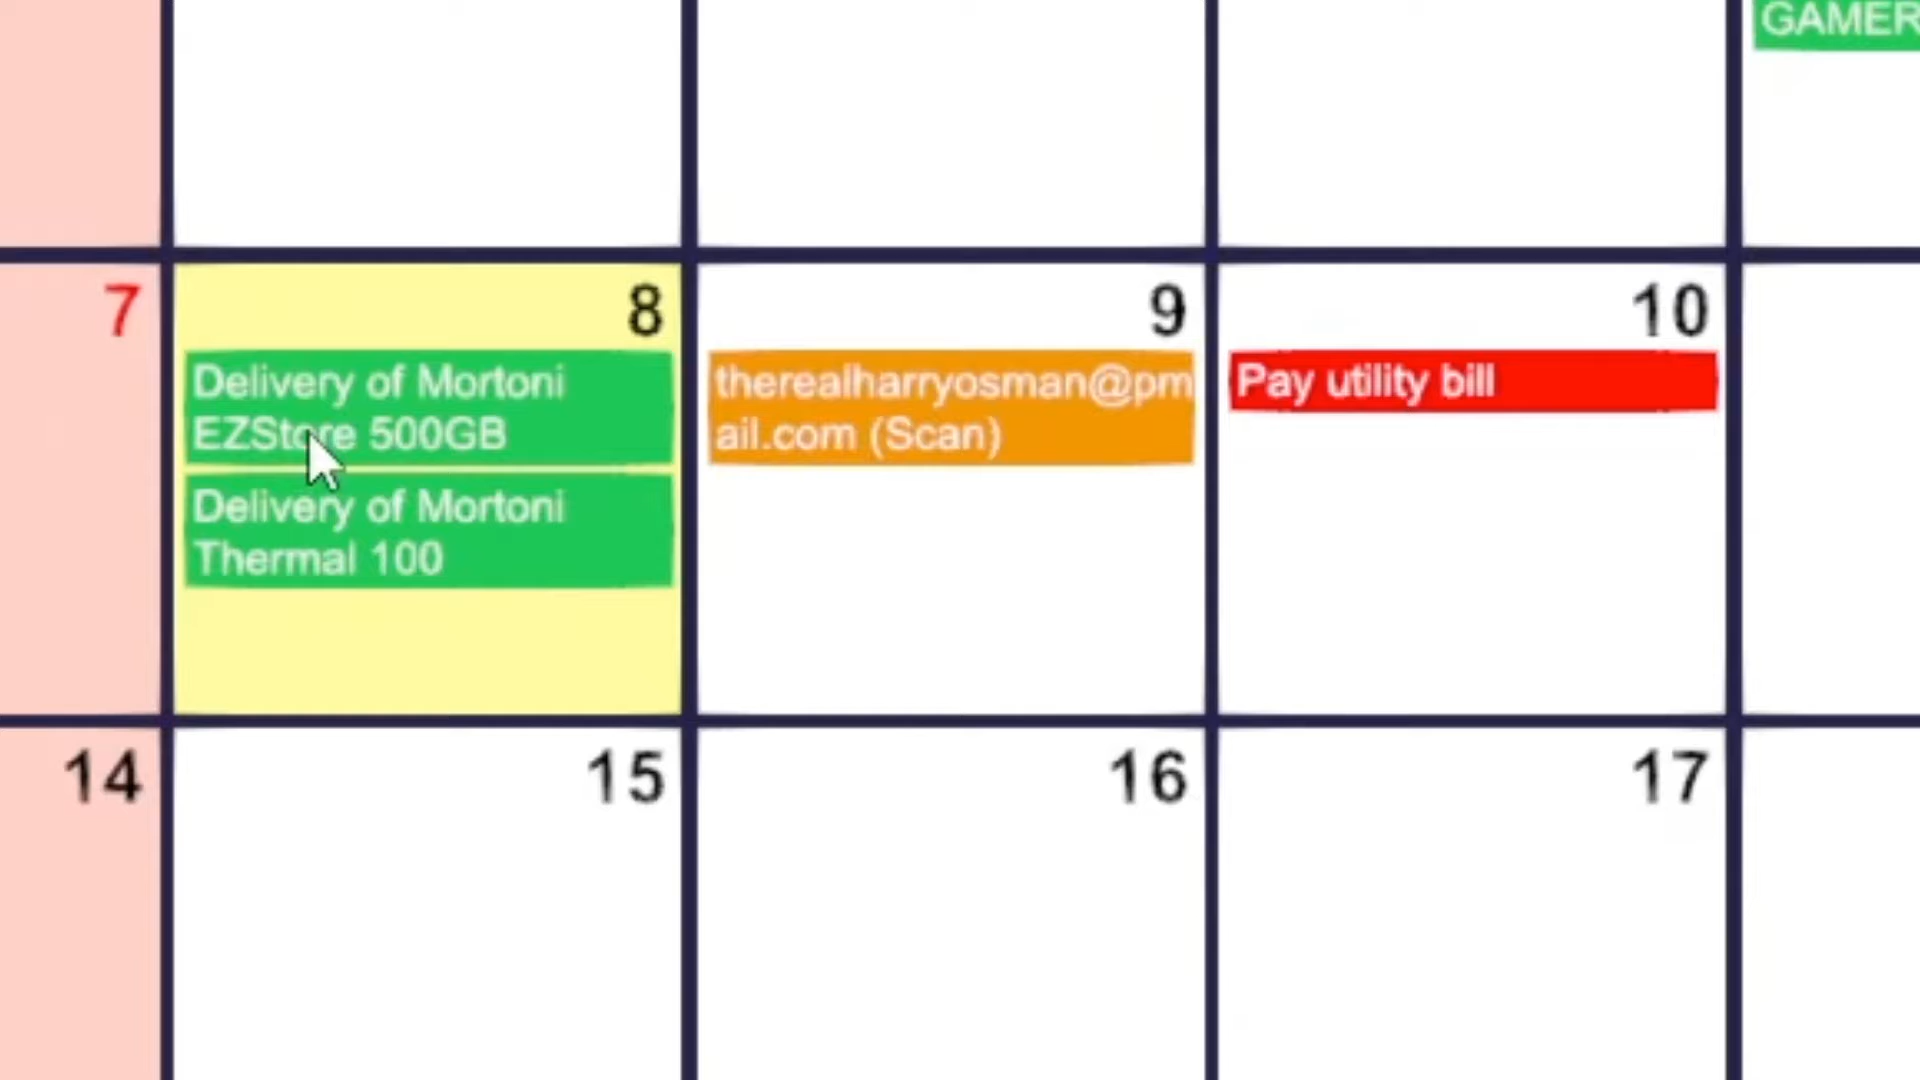 GAMER
7
8
9
10
Delivery of Mortoni
EZStore 500GB
Delivery of Mortoni
Thermal 100
therealharryosman@pm
ail.com (Scan)
Pay utility bill
14
15
16
17